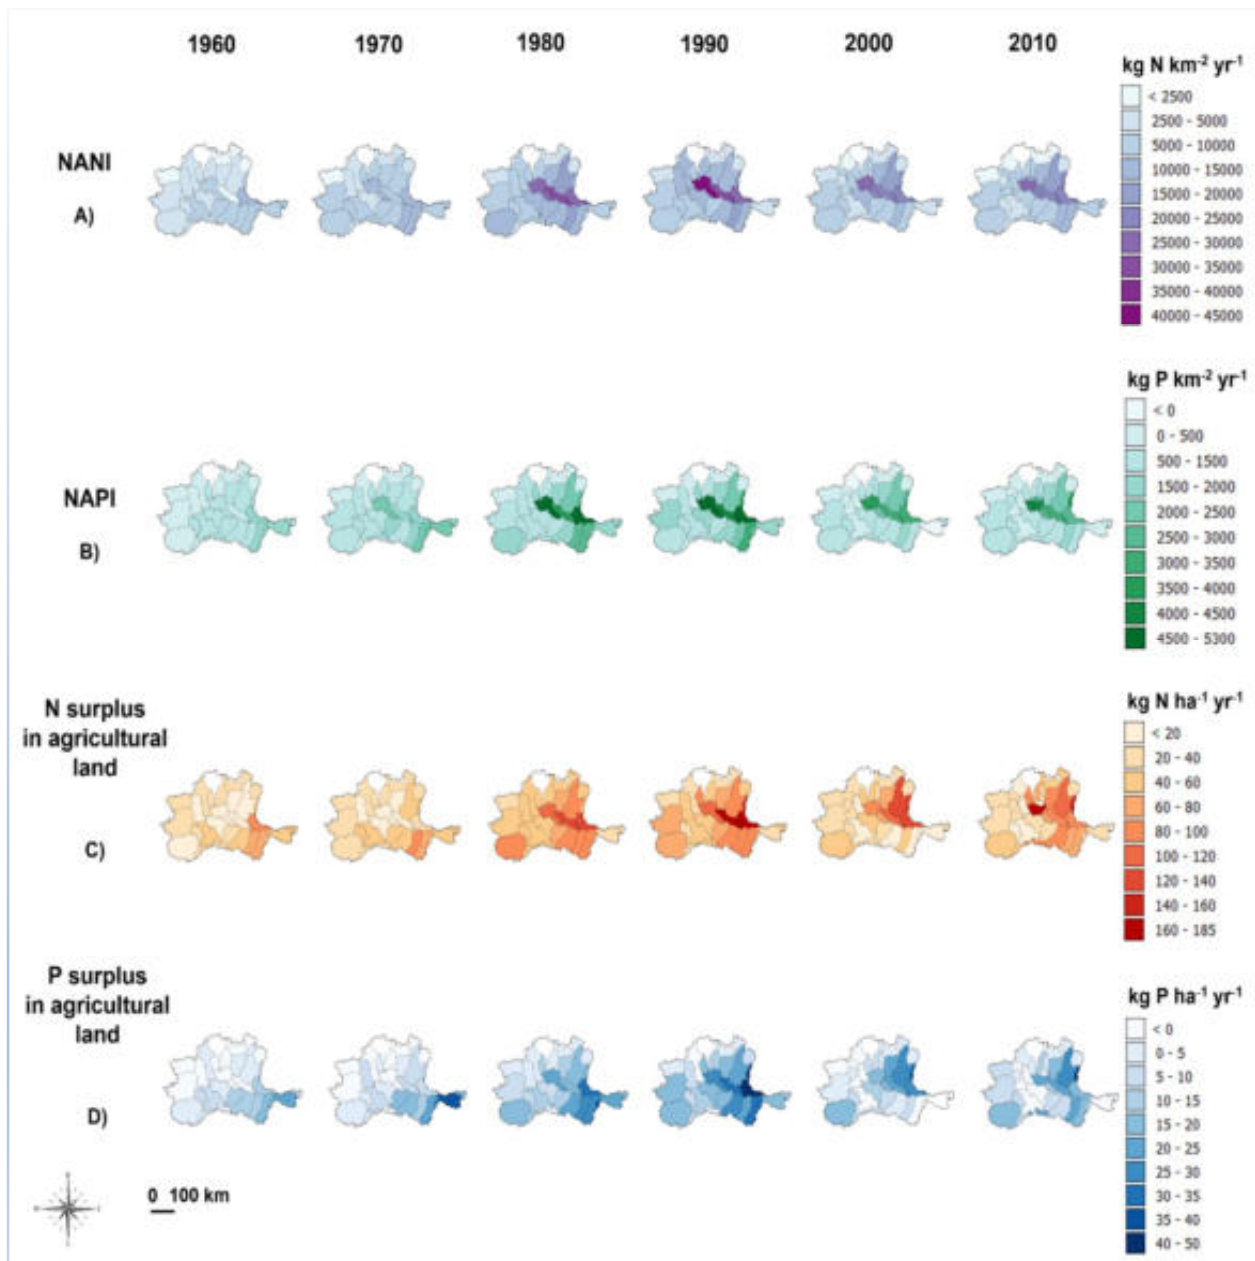 1960 1970 1980 1990 2000 2010
kg N km-2 yr-1
< 2500
2500 - 5000
5000 - 10000
10000 - 15000
15000 - 20000
20000 - 25000
25000 - 30000
30000 - 35000
35000 - 40000
40000 - 45000
NANI
A)
kg P km-2 yr-1
< 0
0 - 500
500 - 1500
1500 - 2000
2000 - 2500
2500 - 3000
3000 - 3500
3500 - 4000
4000 - 4500
4500 - 5300
NAPI
B)
kg N ha-1 yr-1
< 20
20 - 40
40 - 60
60 - 80
80 - 100
100 - 120
120 - 140
140 - 160
160 - 185
N surplus
in agricultural
land
C)
kg P ha-1 yr-1
< 0
0 - 5
5 - 10
10 - 15
15 - 20
20 - 25
25 - 30
30 - 35
35 - 40
40 - 50
P surplus
in agricultural
land
D)
0 100 km